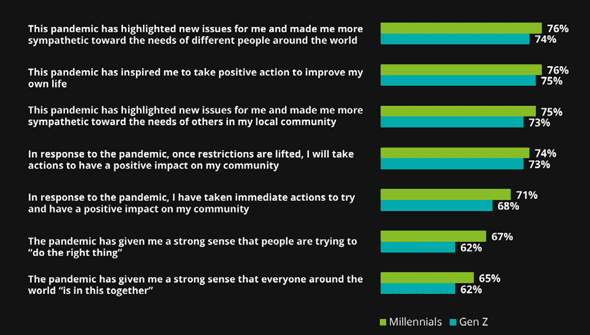 This pandemic has highlighted new issues for me and made me more
sympathetic toward the needs of different people around the world
76%
74%
This pandemic has inspired me to take positive action to improve my
own life
76%
75%
This pandemic has highlighted new issues for me and made me more
sympathetic toward the needs of others in my local community
75%
73%
In response to the pandemic, once restrictions are lifted, I will take
actions to have a positive impact on my community
74%
73%
In response to the pandemic, I have taken immediate actions to try
and have a positive impact on my community
71%
68%
The pandemic has given me a strong sense that people are trying to
“do the right thing”
67%
62%
The pandemic has given me a strong sense that everyone around the
world “is in this together”
65%
62%
Millennials Gen Z